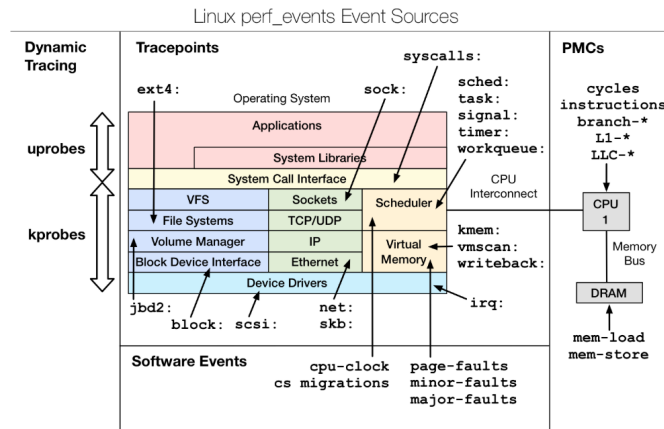 Linux perf_events Event Sources
Dynamic
Tracing
uprobes
kprobes
Tracepoints
syscalls:
ext4:
sock:
sched:
task:
signal:
timer:
workqueue:
Operating System
Applications
System Libraries
System Call Interface
VFS
Sockets
Scheduler
File Systems
TCP/UDP
Volume Manager
IP
Virtual
Memory
Block Device Interface
Ethernet
Device Drivers
CPU
Interconnect
kmem:
vmscan:
writeback:
jbd2:
block:
scsi:
net:
skb:
irq:
Software Events
cpu-clock
cs migrations
page-faults
minor-faults
major-faults
PMCs
cycles
instructions
branch-*
L1-*
LLC-*
CPU
1
Memory
Bus
DRAM
mem-load
mem-store